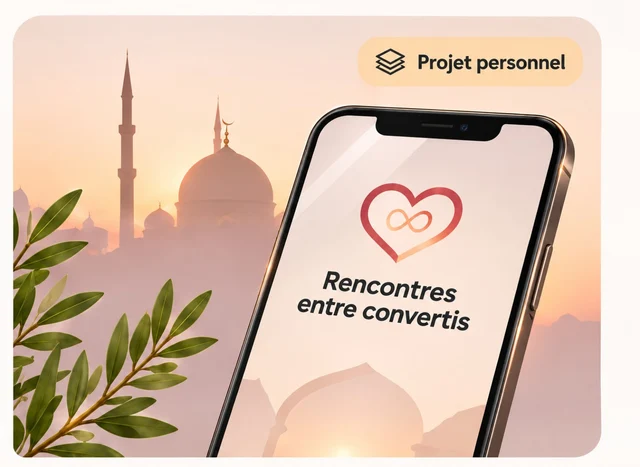 Projet personnel
Rencontres
entre convertis